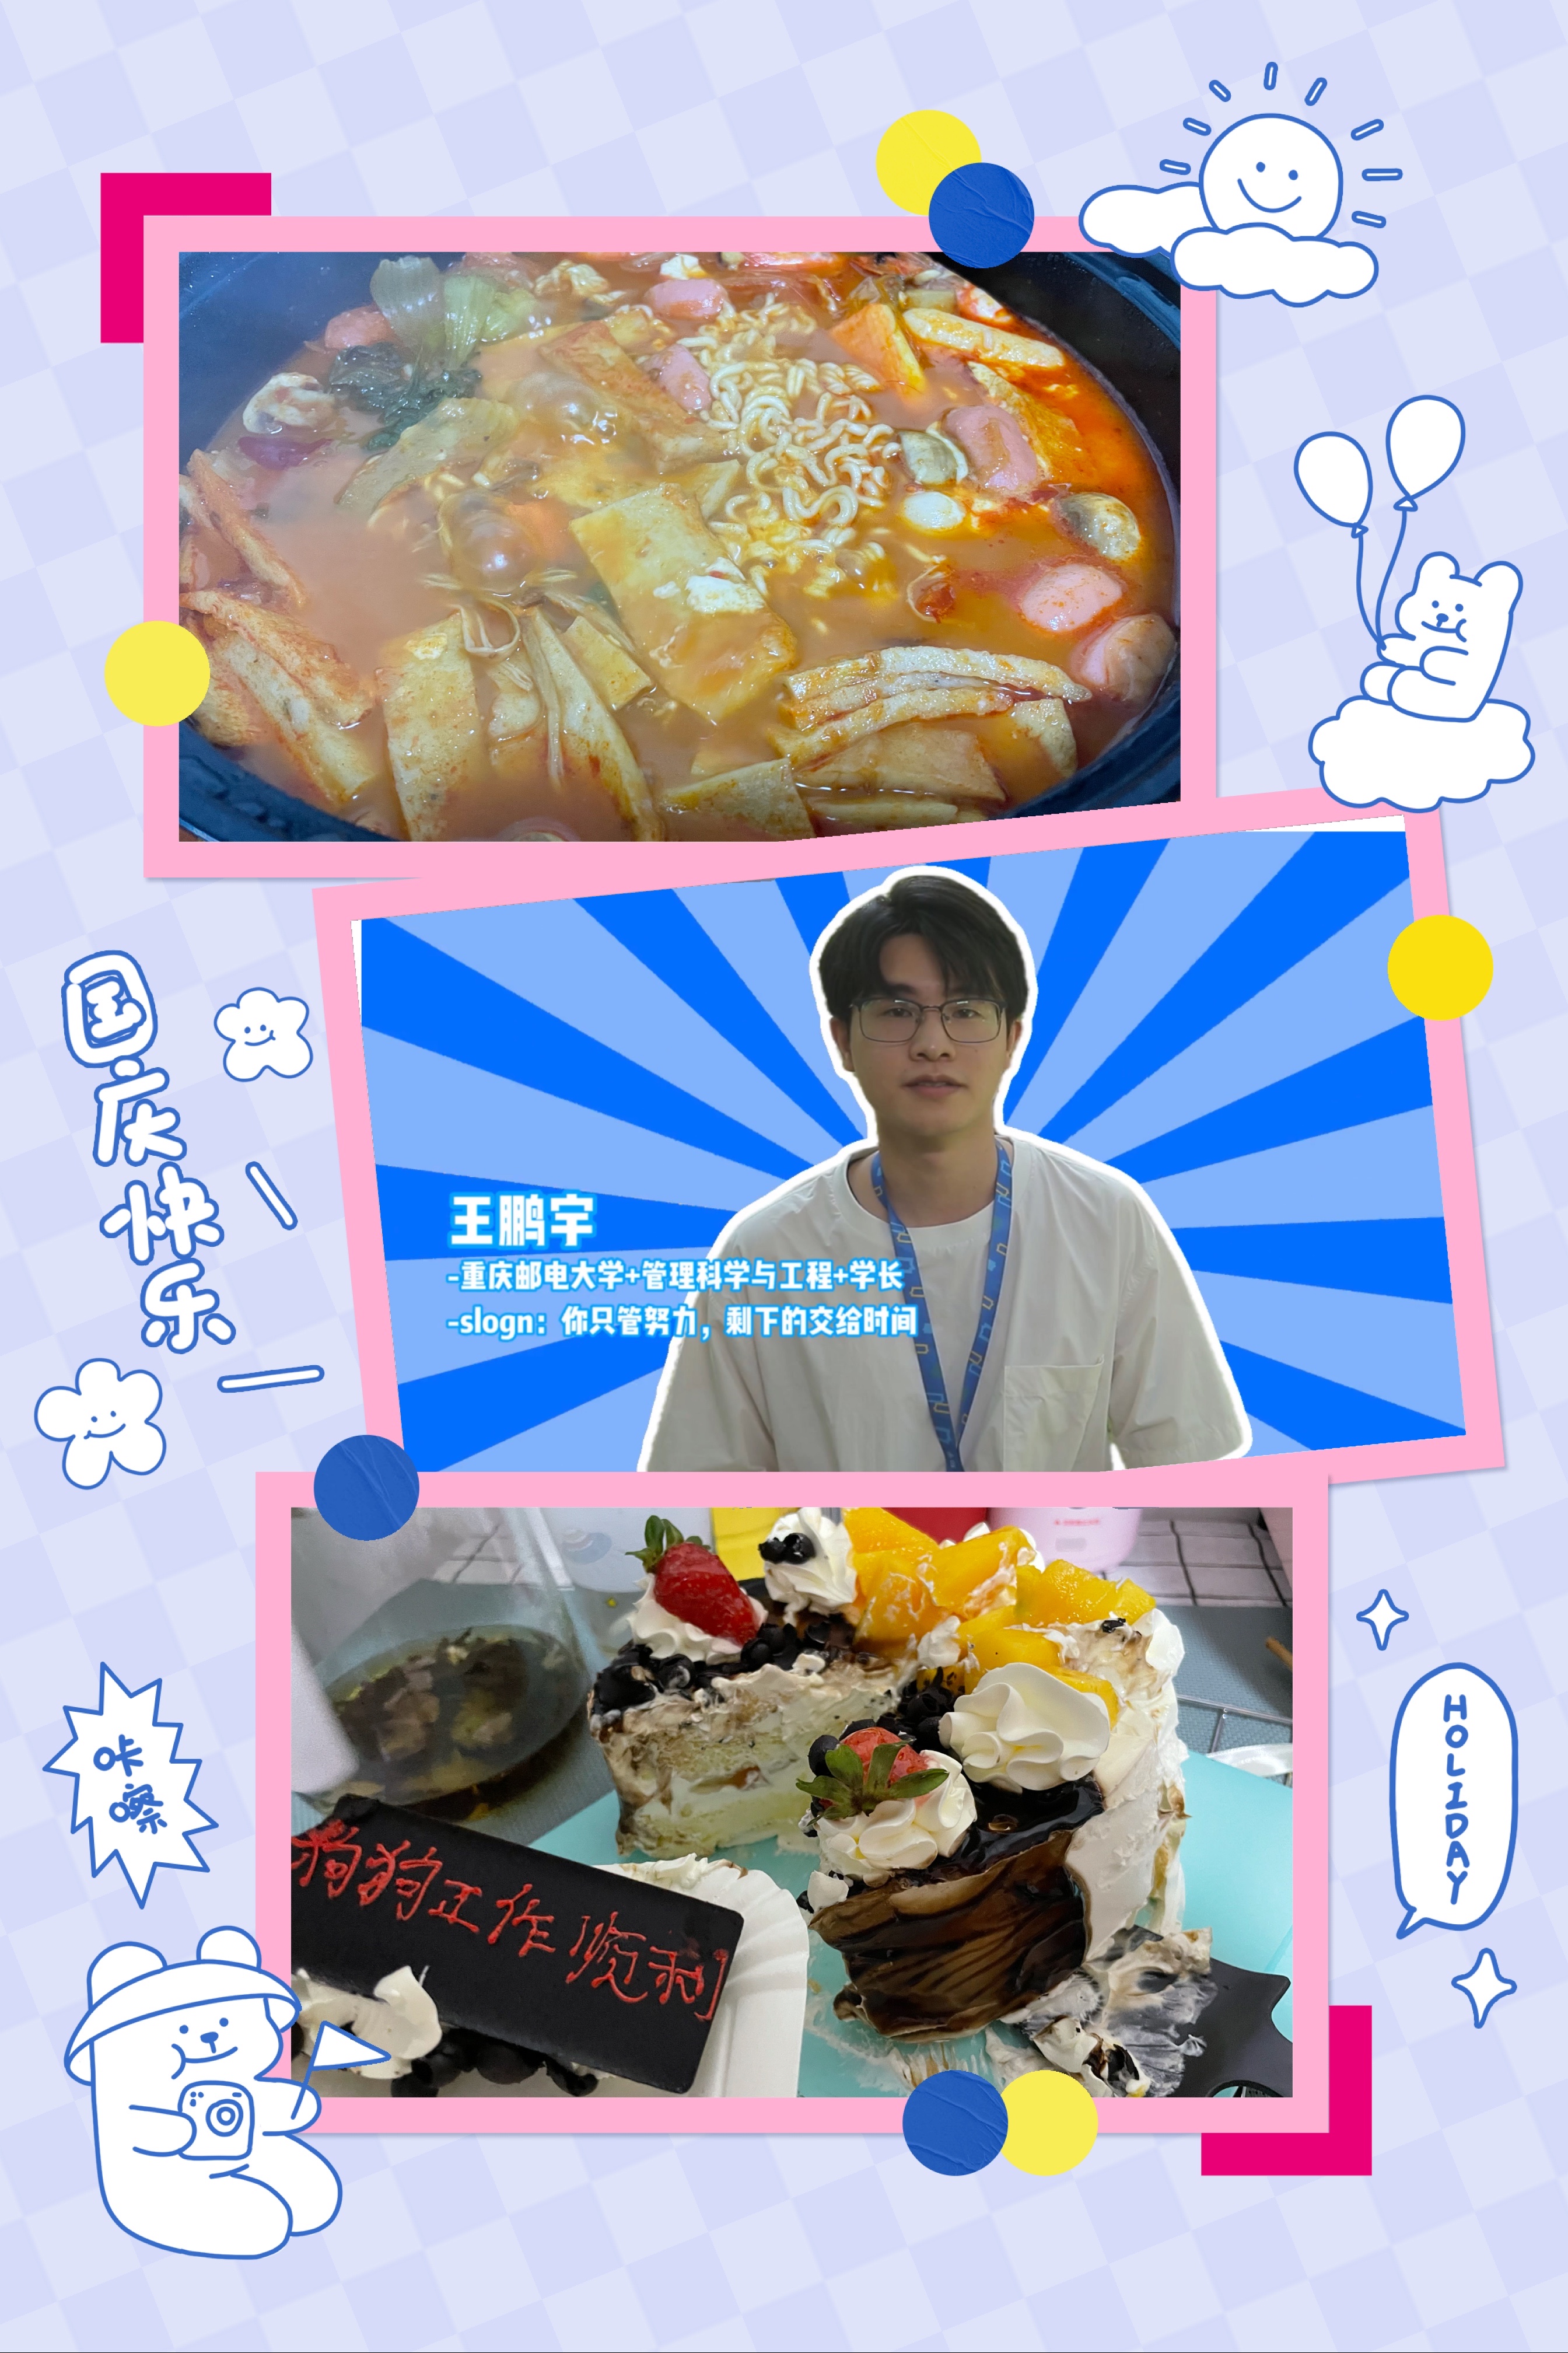 国庆快乐
王鹏宇
-重庆邮电大学+管理科学与工程+学长
-slogn：你只管努力，剩下的交给时间
咔嚓
HOLIDAY
狗狗工作顺利